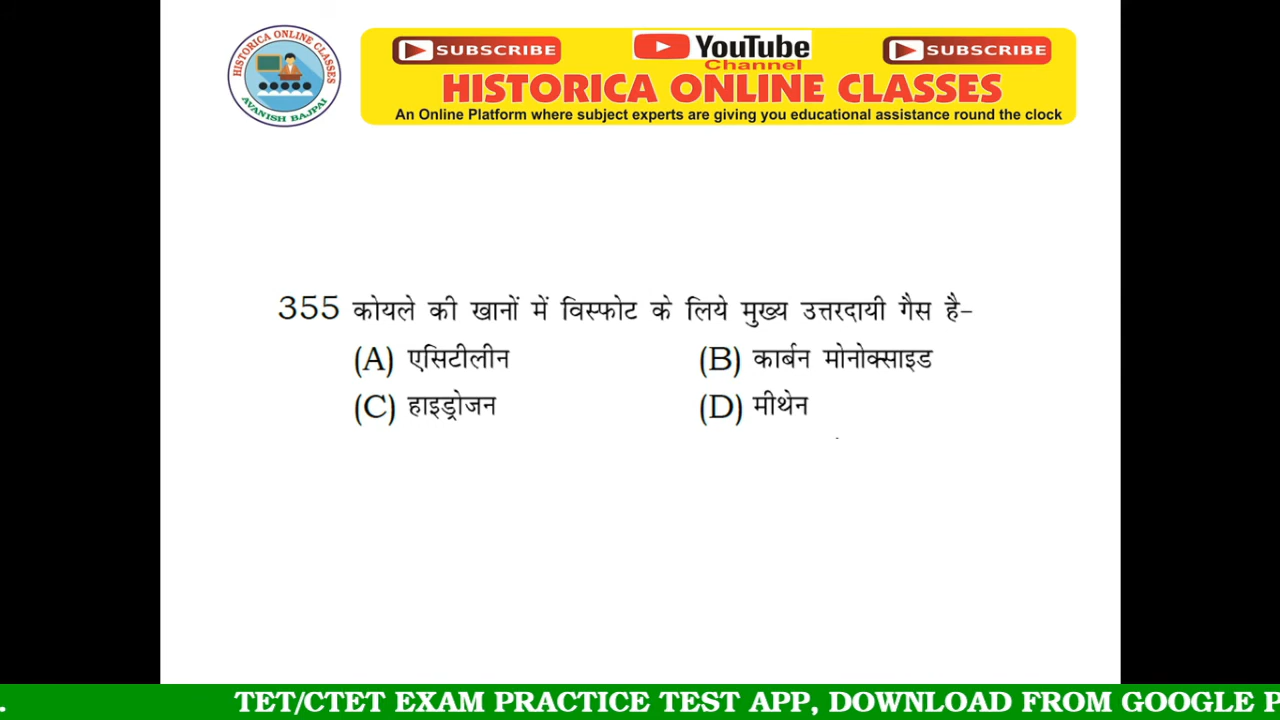 HISTORICA ONLINE CLASSES
AVANISH BAJPAI
SUBSCRIBE
YouTube
SUBSCRIBE
Channel
HISTORICA ONLINE CLASSES
An Online Platform where subject experts are giving you educational assistance round the clock
355 कोयले की खानों में विस्फोट के लिये मुख्य उत्तरदायी गैस है–
(A) एसिटीलीन (B) कार्बन मोनोक्साइड
(C) हाइड्रोजन (D) मीथेन
. TET/CTET EXAM PRACTICE TEST APP, DOWNLOAD FROM GOOGLE P